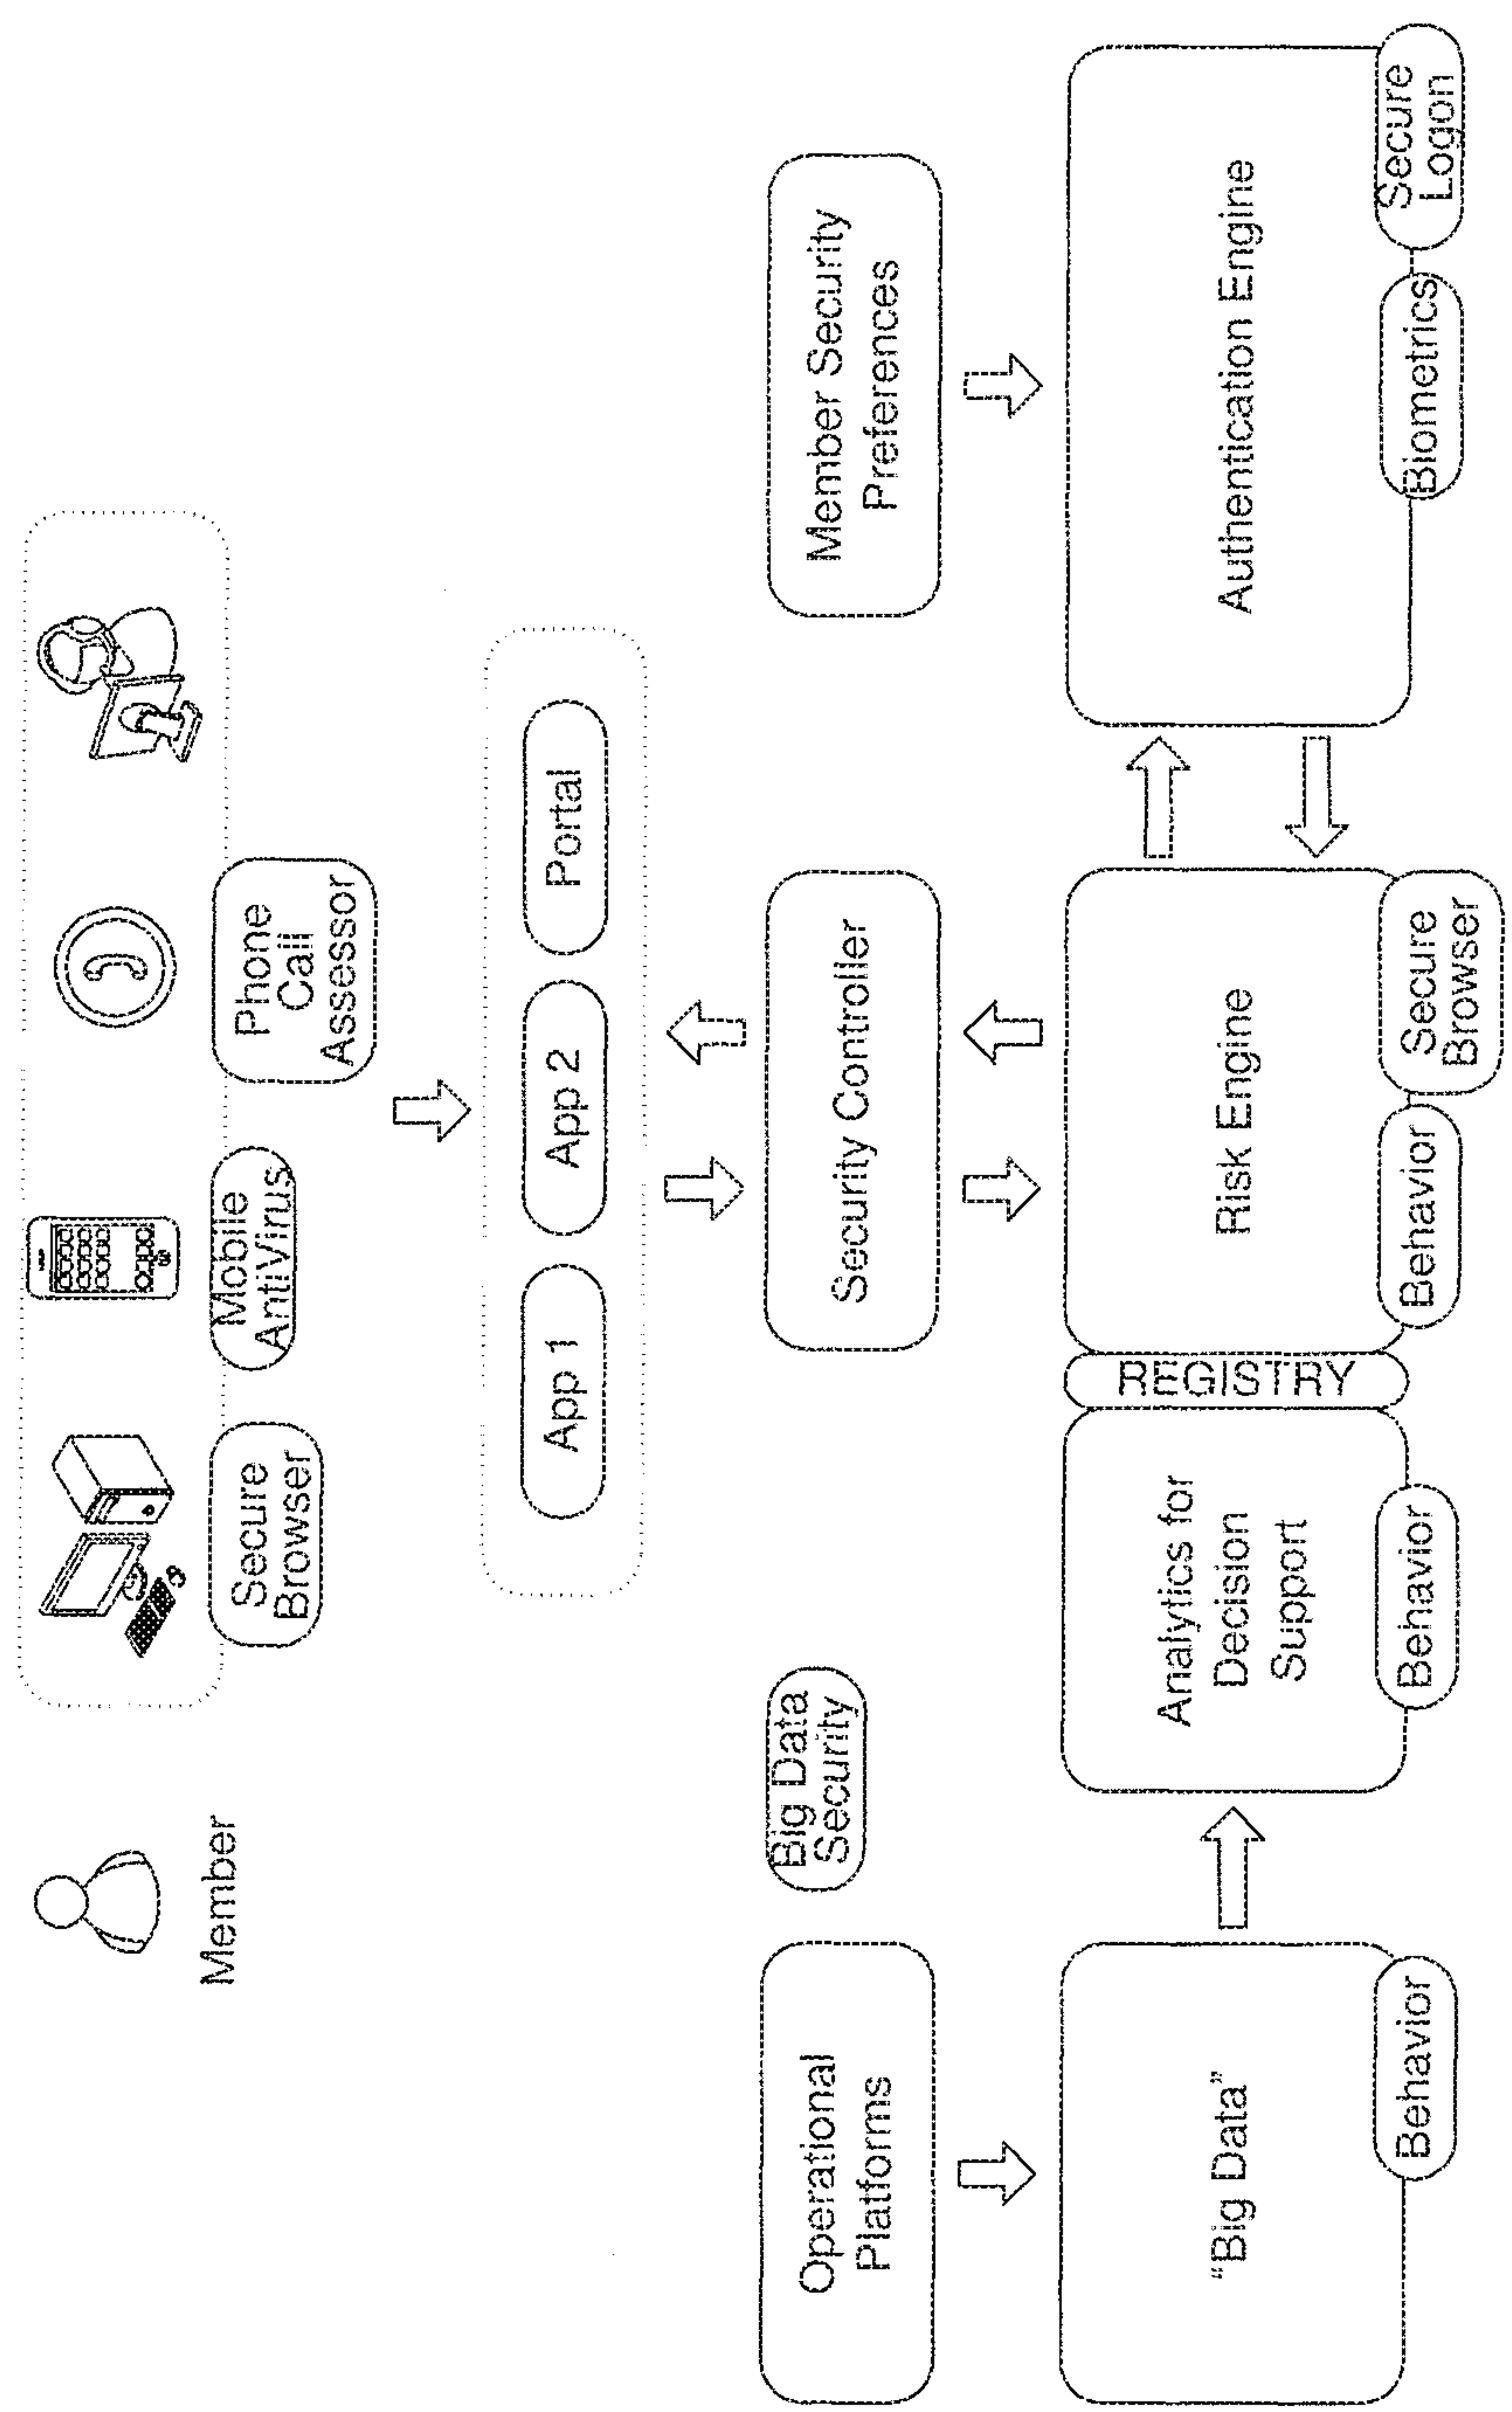 Member
Secure
Browser
Mobile
AntiVirus
Phone
Call
Assessor
App 1
App 2
Portal
Operational
Platforms
Big Data
Security
Security Controller
Member Security
Preferences
“Big Data”
Behavior
Analytics for
Decision
Support
Behavior
REGISTRY
Risk Engine
Behavior
Secure
Browser
Authentication Engine
Biometrics
Secure
Logon